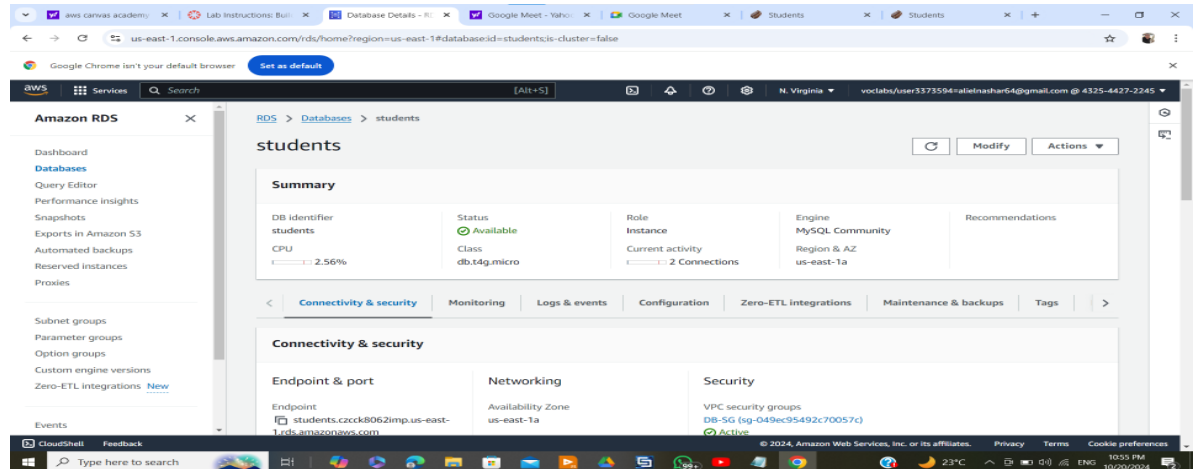 aws canvas academy
Lab Instructions: Buil
Database Details - R
Google Meet - Yaho
Google Meet
Students
Students
us-east-1.console.aws.amazon.com/rds/home?region=us-east-1#database:id=students;is-cluster=false
Google Chrome isn't your default browser
Set as default
aws
Services
Search
[Alt+S]
N. Virginia
voclabs/user3373594=alielnashar64@gmail.com @ 4325-4427-2245
Amazon RDS
Dashboard
Databases
Query Editor
Performance insights
Snapshots
Exports in Amazon S3
Automated backups
Reserved instances
Proxies
Subnet groups
Parameter groups
Option groups
Custom engine versions
Zero-ETL integrations New
Events
RDS > Databases > students
students
Modify
Actions
Summary
DB identifier
students
Status
Available
Role
Instance
Engine
MySQL Community
Recommendations
CPU
2.56%
Class
db.t4g.micro
Current activity
2 Connections
Region & AZ
us-east-1a
Connectivity & security
Monitoring
Logs & events
Configuration
Zero-ETL integrations
Maintenance & backups
Tags
Connectivity & security
Endpoint & port
Endpoint
students.czcck8062imp.us-east-
1.rds.amazonaws.com
Networking
Availability Zone
us-east-1a
Security
VPC security groups
DB-SG (sg-049ec95492c70057c)
Active
CloudShell
Feedback
© 2024, Amazon Web Services, Inc. or its affiliates.
Privacy
Terms
Cookie preferences
Type here to search
99+
23°C
ENG
10:55 PM
10/20/2024